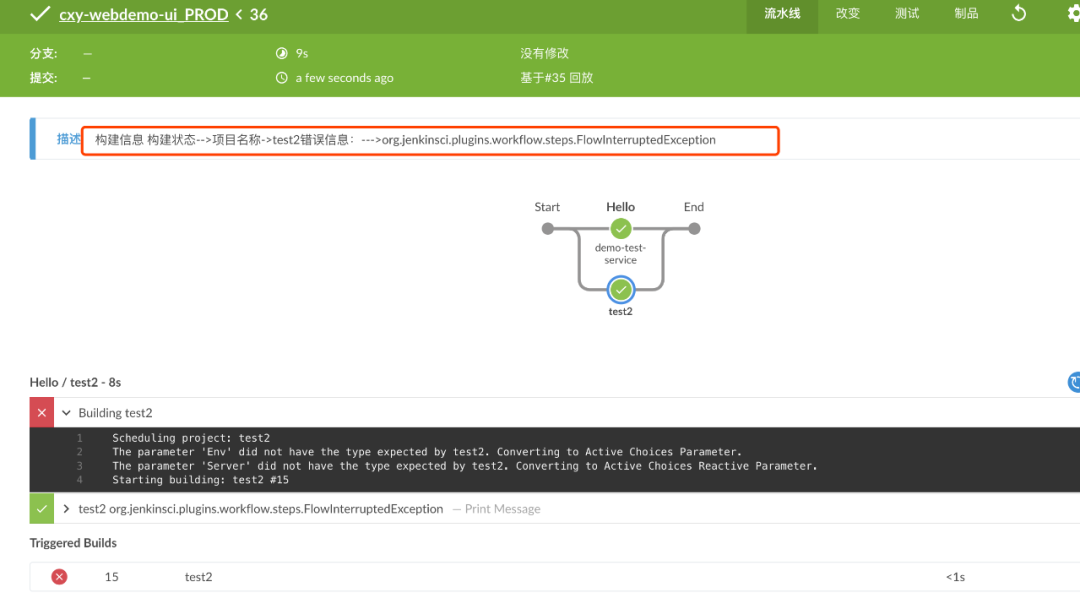 cxy-webdemo-ui_PROD < 36
流水线 改变 测试 制品
分支: — 9s 没有修改
提交: — a few seconds ago 基于#35 回放
描述 构建信息 构建状态-->项目名称->test2错误信息：--->org.jenkinsci.plugins.workflow.steps.FlowInterruptedException
Start Hello End
demo-test-
service
test2
Hello / test2 - 8s
Building test2
1 Scheduling project: test2
2 The parameter 'Env' did not have the type expected by test2. Converting to Active Choices Parameter.
3 The parameter 'Server' did not have the type expected by test2. Converting to Active Choices Reactive Parameter.
4 Starting building: test2 #15
test2 org.jenkinsci.plugins.workflow.steps.FlowInterruptedException — Print Message
Triggered Builds
15 test2 <1s